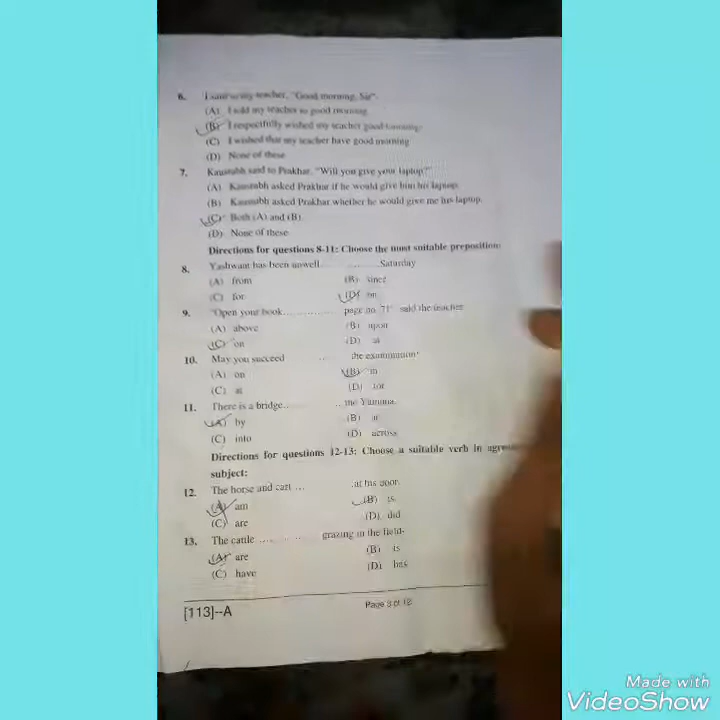 6. I said to my teacher, "Good morning, Sir".
(A) I told my teacher to good morning
(B) I respectfully wished my teacher good morning.
(C) I wished that my teacher have good morning
(D) None of these
7. Kaustubh said to Prakhar, "Will you give your laptop?"
(A) Kaustubh asked Prakhar if he would give him his laptop.
(B) Kaustubh asked Prakhar whether he would give me his laptop.
(C) Both (A) and (B)
(D) None of these
Directions for questions 8-11: Choose the most suitable preposition:
8. Yashwant has been unwell ............ Saturday
(A) from (B) since
(C) for (D) on
9. "Open your book ............ page no. 71" said the teacher
(A) above (B) upon
(C) on (D) at
10. May you succeed ... the examination!
(A) on (B) in
(C) at (D) for
11. There is a bridge .... the Yamuna.
(A) by (B) at
(C) into (D) across
Directions for questions 12-13: Choose a suitable verb in
subject:
12. The horse and cart ... at his door.
(A) am (B) is
(C) are (D) did
13. The cattle ............ grazing in the field-
(A) are (B) is
(C) have (D) has
[113]--A Page 3 of 12
Made with
VideoShow